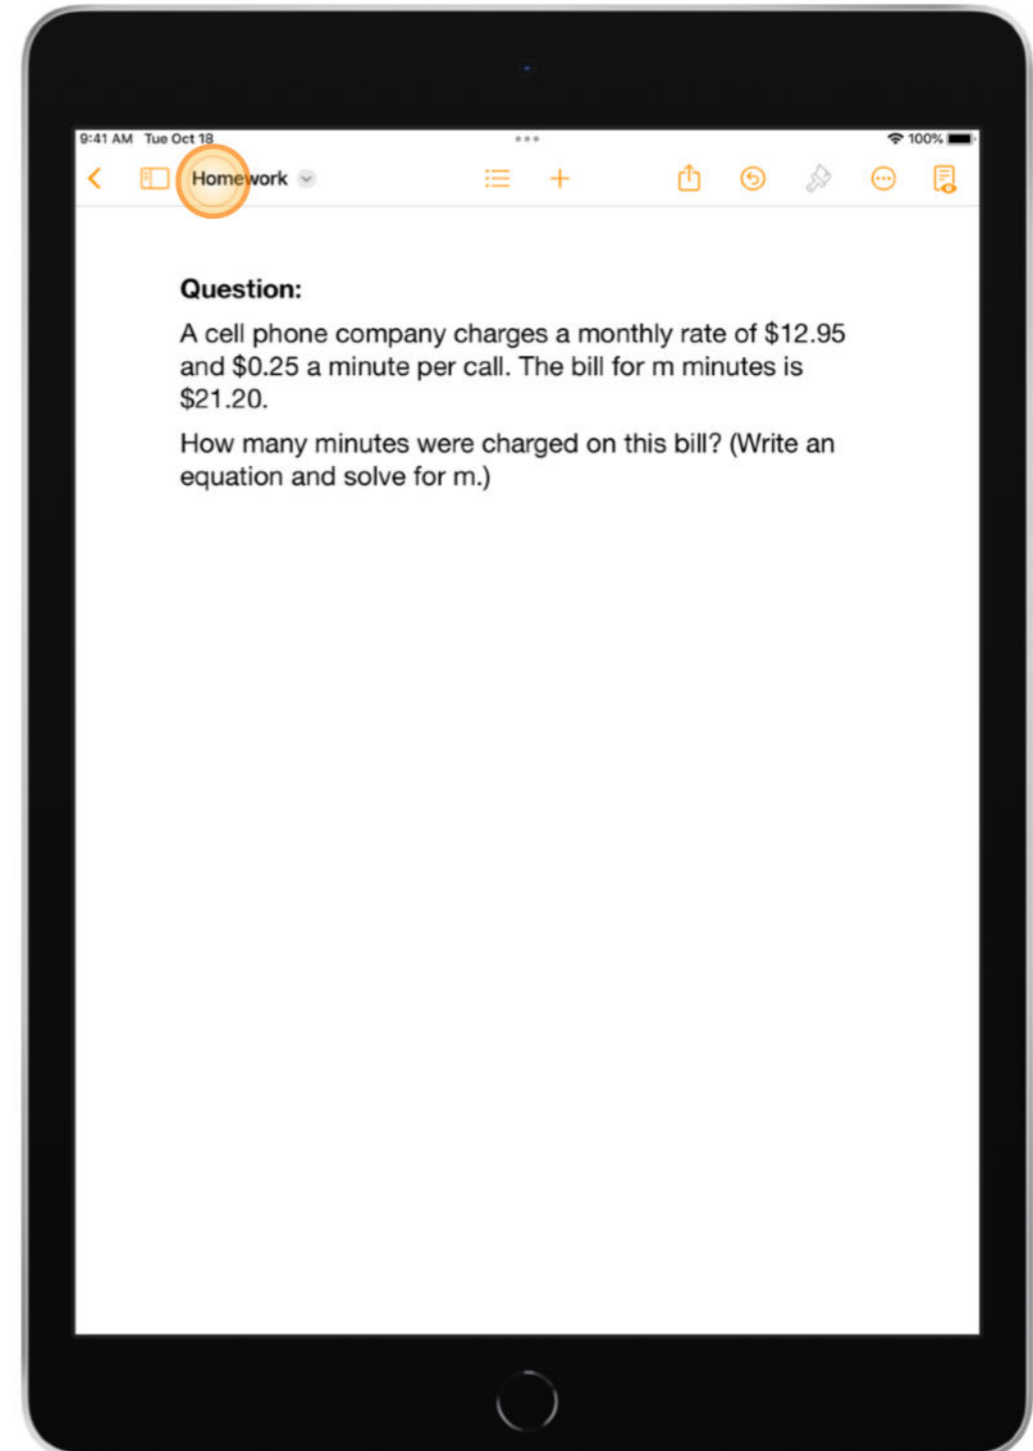 9:41 AM Tue Oct 18
100%
Homework
Question:
A cell phone company charges a monthly rate of $12.95
and $0.25 a minute per call. The bill for m minutes is
$21.20.
How many minutes were charged on this bill? (Write an
equation and solve for m.)